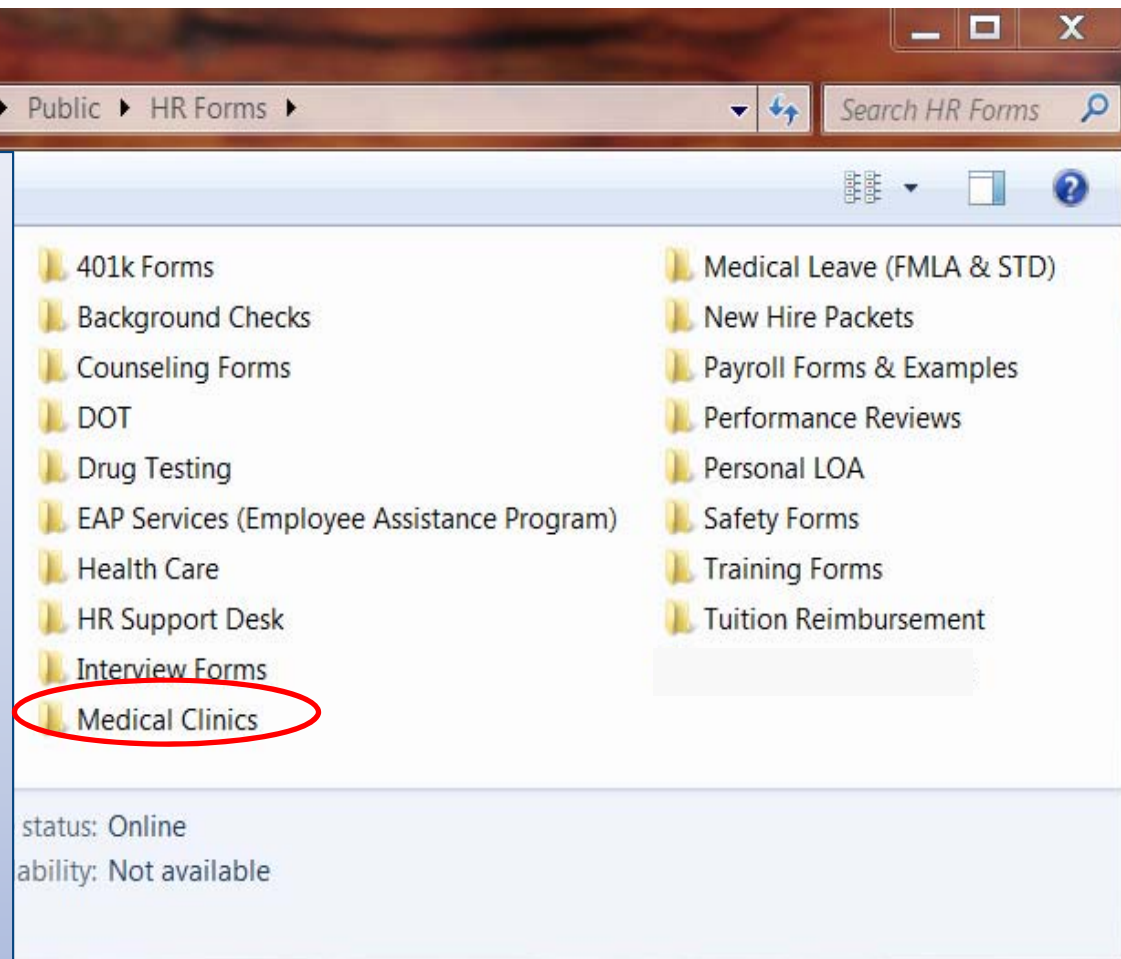 Public HR Forms
Search HR Forms
401k Forms
Background Checks
Counseling Forms
DOT
Drug Testing
EAP Services (Employee Assistance Program)
Health Care
HR Support Desk
Interview Forms
Medical Clinics
Medical Leave (FMLA & STD)
New Hire Packets
Payroll Forms & Examples
Performance Reviews
Personal LOA
Safety Forms
Training Forms
Tuition Reimbursement
status: Online
ability: Not available